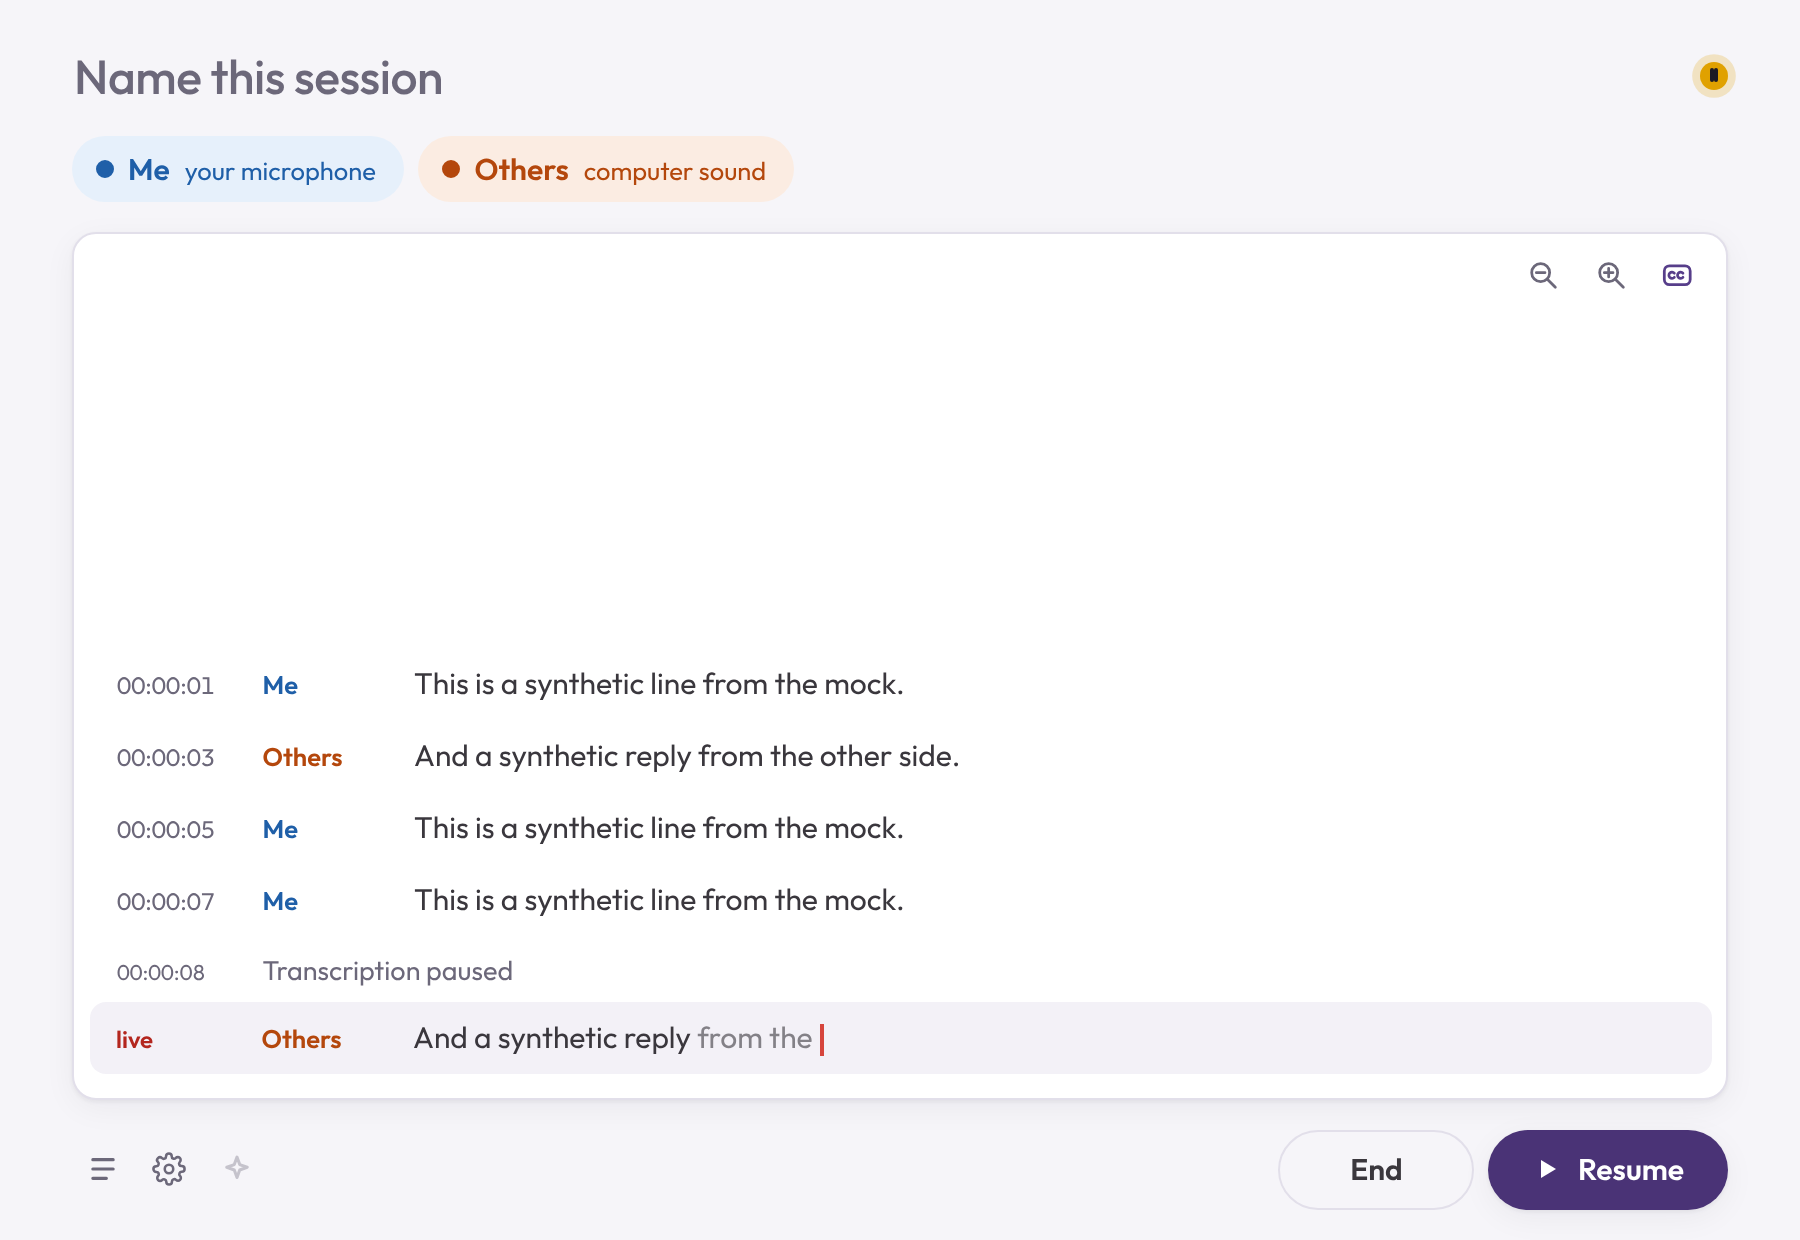 Name this session
Me your microphone
Others computer sound
CC
00:00:01 Me This is a synthetic line from the mock.
00:00:03 Others And a synthetic reply from the other side.
00:00:05 Me This is a synthetic line from the mock.
00:00:07 Me This is a synthetic line from the mock.
00:00:08 Transcription paused
live Others And a synthetic reply from the
End Resume